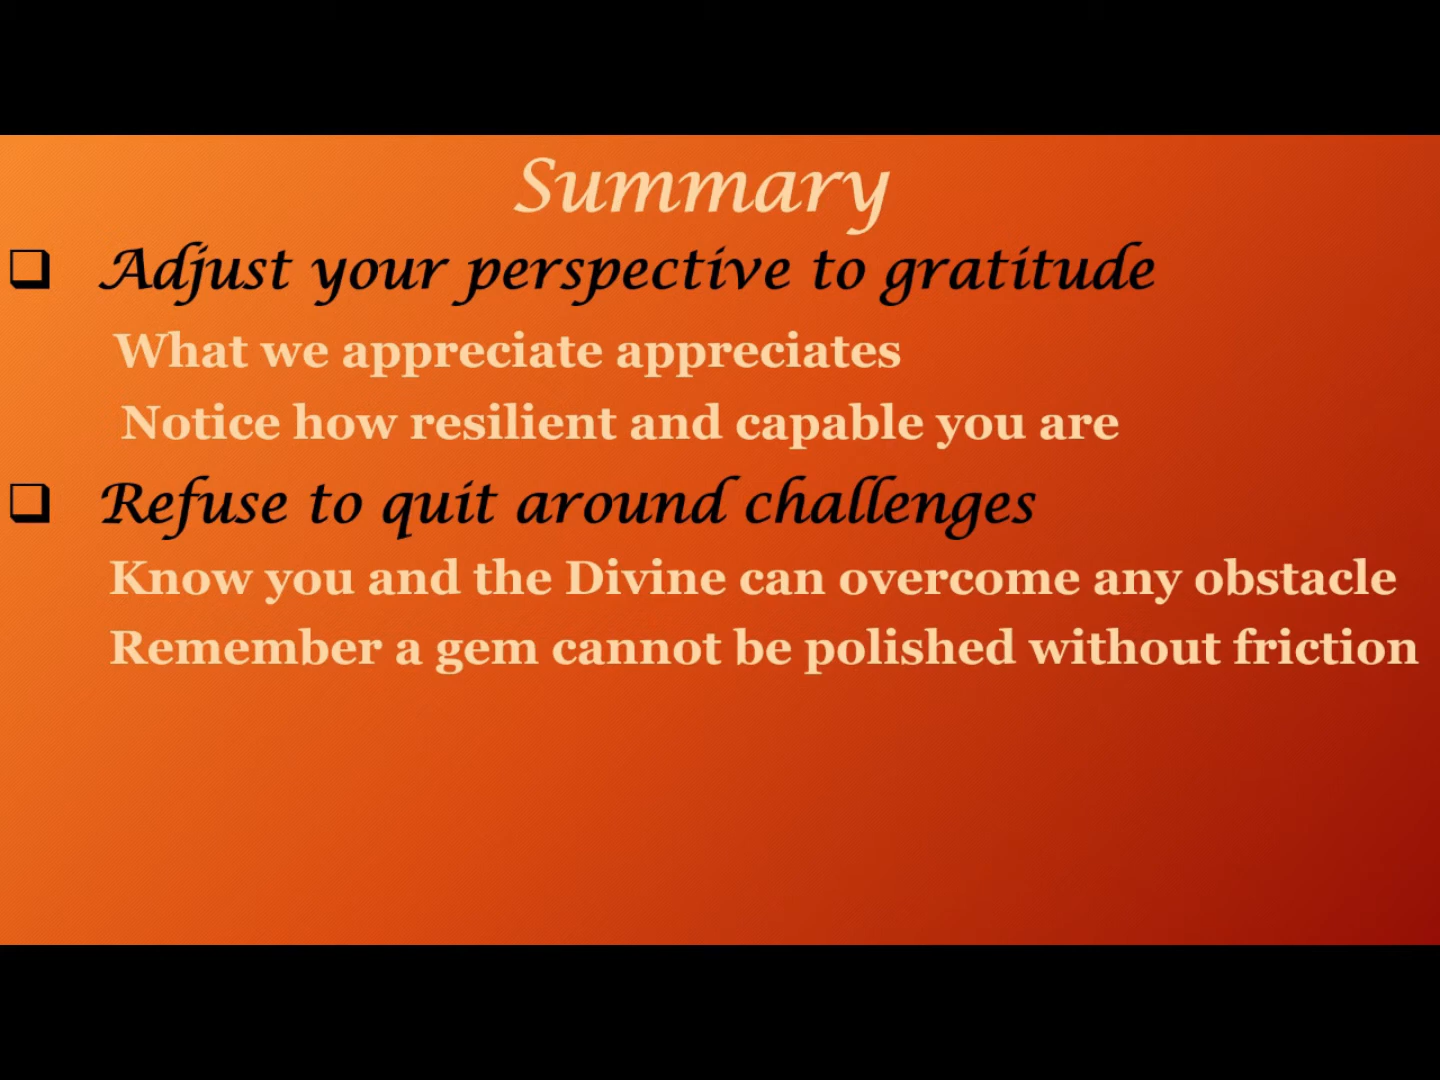 Summary
❑ Adjust your perspective to gratitude
What we appreciate appreciates
Notice how resilient and capable you are
❑ Refuse to quit around challenges
Know you and the Divine can overcome any obstacle
Remember a gem cannot be polished without friction